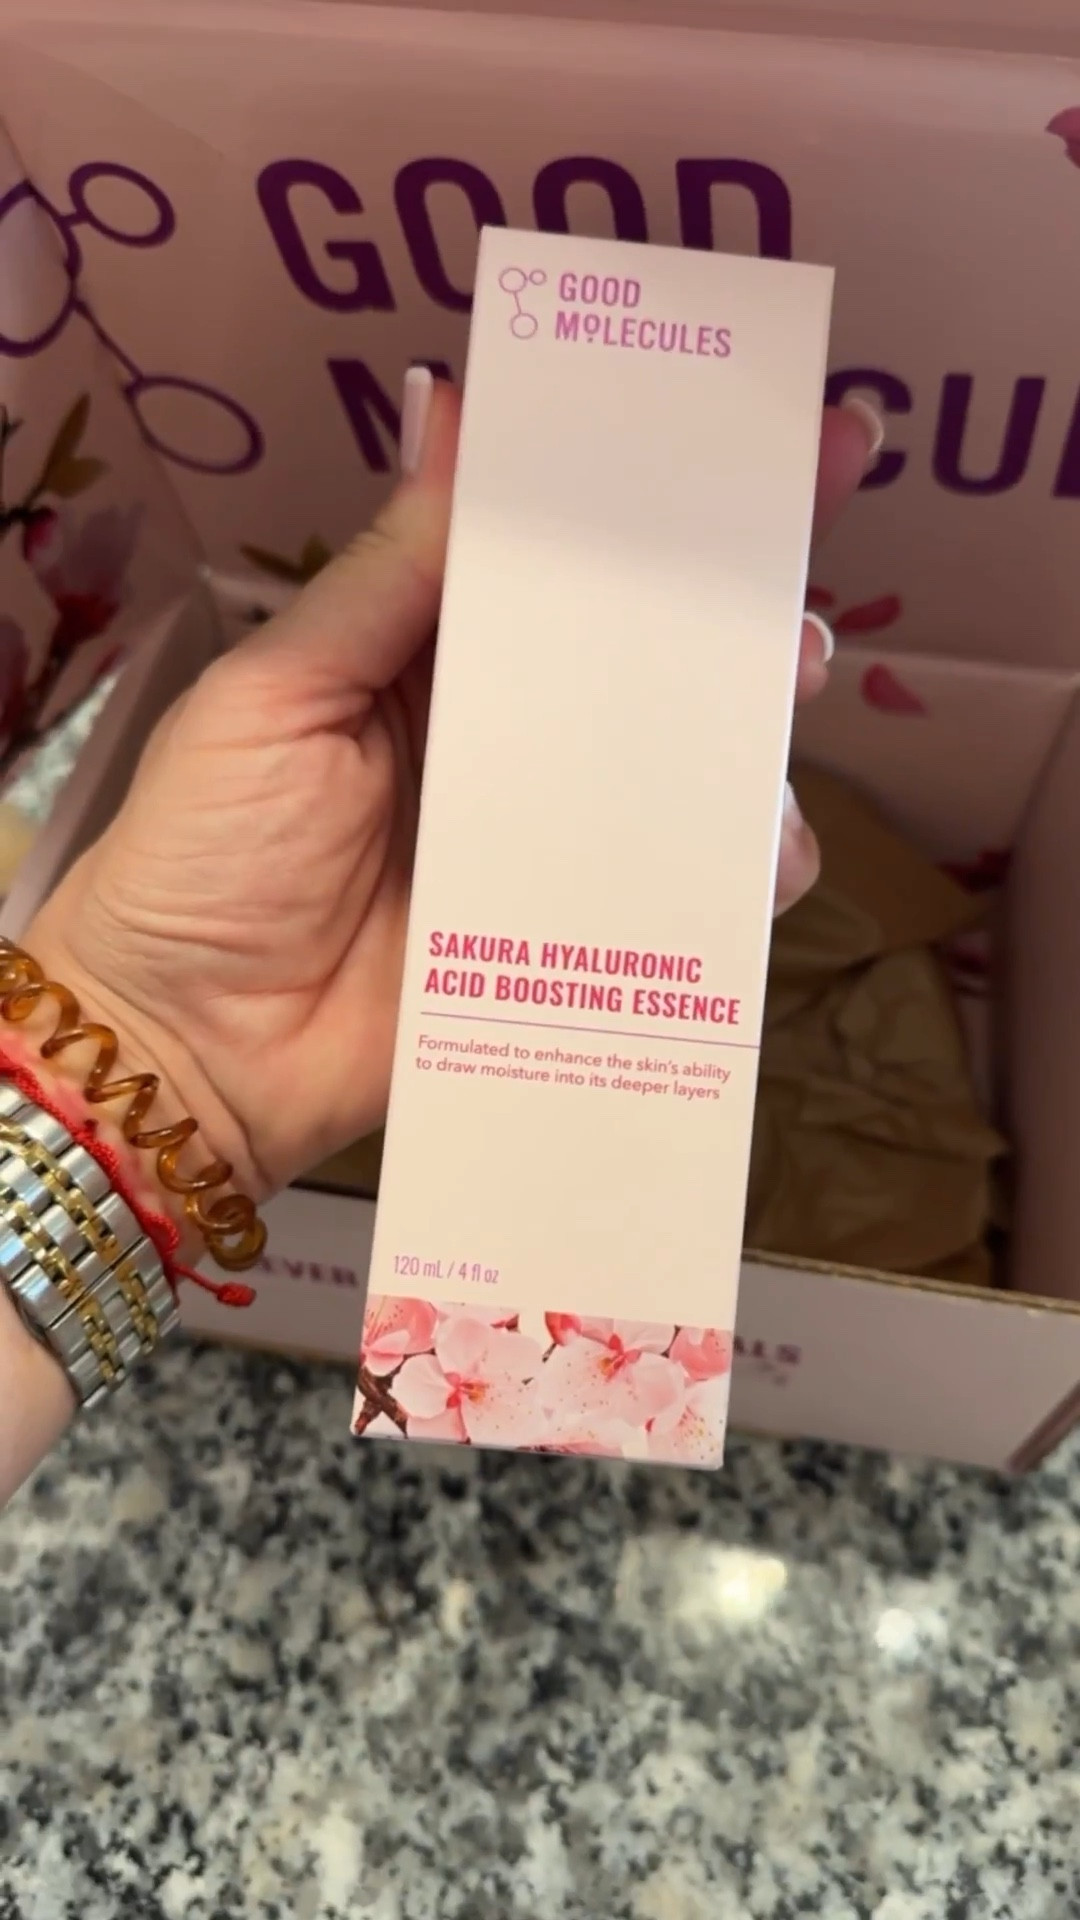 GOOD
GOOD
MOLECULES
SAKURA HYALURONIC
ACID BOOSTING ESSENCE
Formulated to enhance the skin's ability
to draw moisture into its deeper layers
120 mL / 4 fl oz